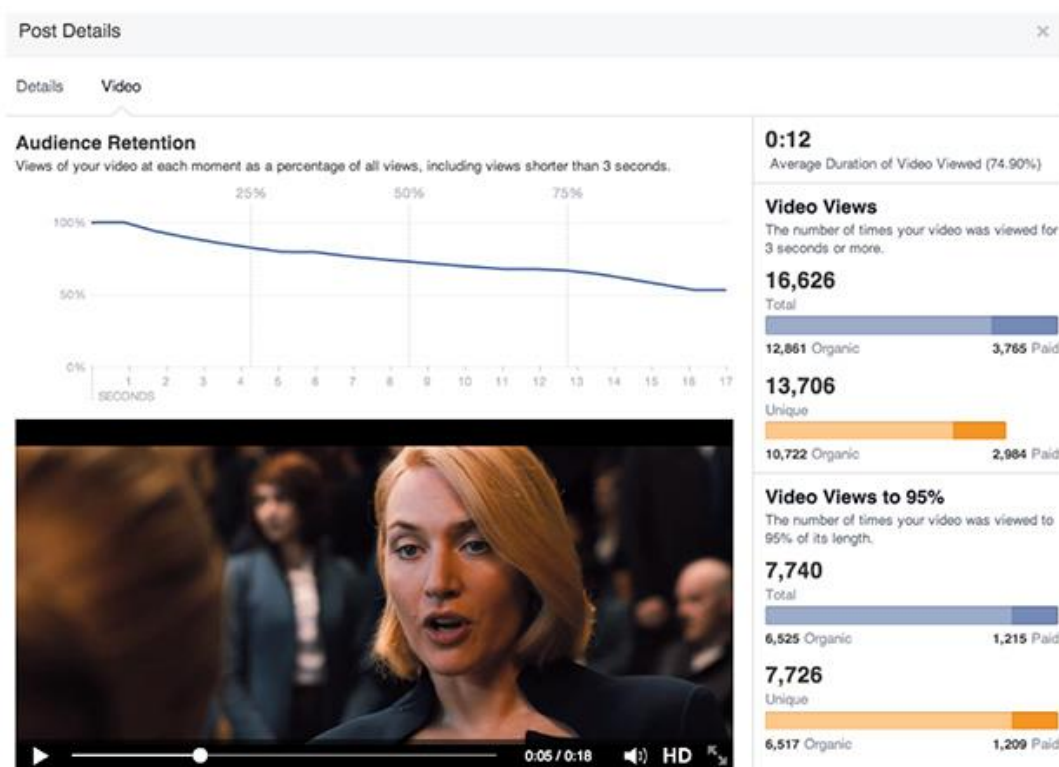 Post Details
×
Details Video
Audience Retention
Views of your video at each moment as a percentage of all views, including views shorter than 3 seconds.
25% 50% 75%
100%
50%
0%
1 2 3 4 5 6 7 8 9 10 11 12 13 14 15 16 17
SECONDS
0:05 / 0:18 HD
0:12
Average Duration of Video Viewed (74.90%)
Video Views
The number of times your video was viewed for
3 seconds or more.
16,626
Total
12,861 Organic 3,765 Paid
13,706
Unique
10,722 Organic 2,984 Paid
Video Views to 95%
The number of times your video was viewed to
95% of its length.
7,740
Total
6,525 Organic 1,215 Paid
7,726
Unique
6,517 Organic 1,209 Paid